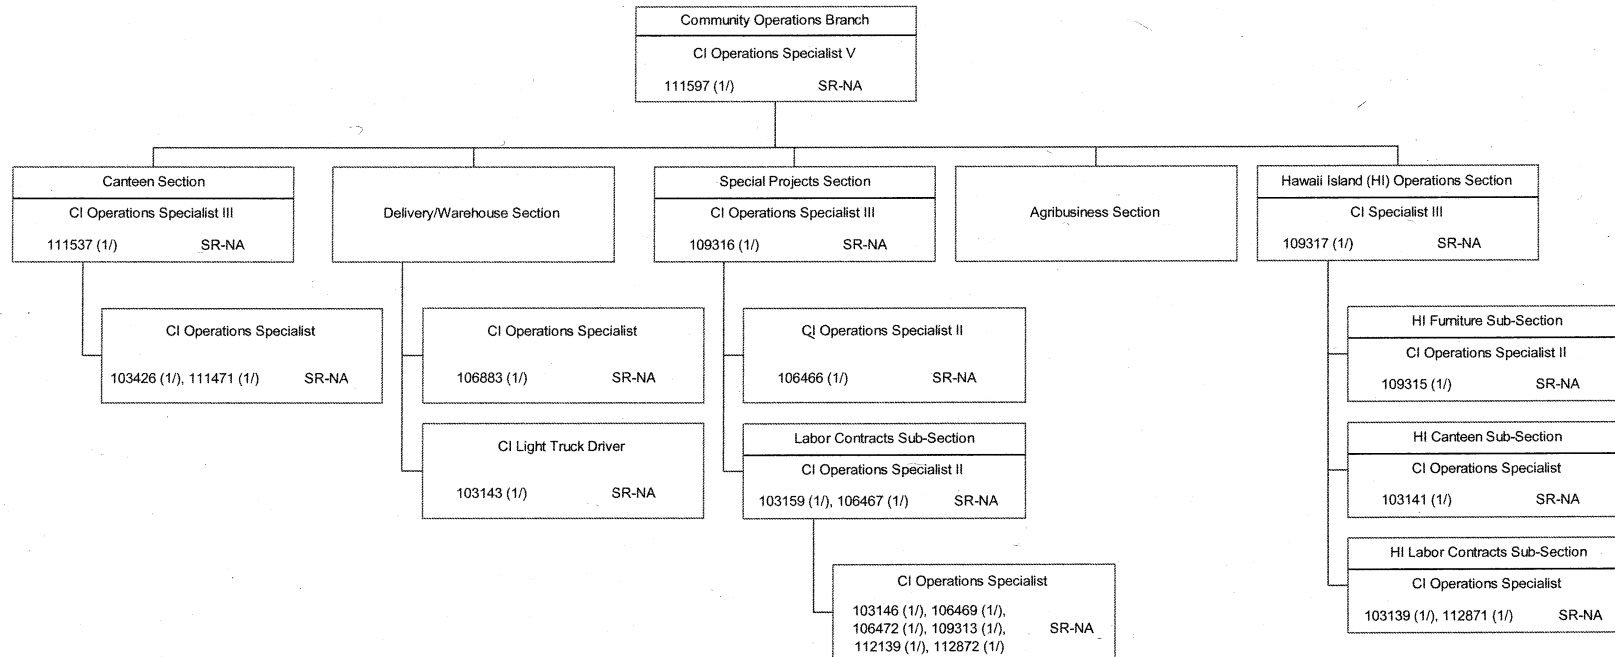 Community Operations Branch
CI Operations Specialist V
111597 (1/) SR-NA
Canteen Section
CI Operations Specialist III
111537 (1/) SR-NA
Delivery/Warehouse Section
Special Projects Section
CI Operations Specialist III
109316 (1/) SR-NA
Agribusiness Section
Hawaii Island (HI) Operations Section
CI Specialist III
109317 (1/) SR-NA
CI Operations Specialist
103426 (1/), 111471 (1/) SR-NA
CI Operations Specialist
106883 (1/) SR-NA
CI Light Truck Driver
103143 (1/) SR-NA
CI Operations Specialist II
106466 (1/) SR-NA
Labor Contracts Sub-Section
CI Operations Specialist II
103159 (1/), 106467 (1/) SR-NA
CI Operations Specialist
103146 (1/), 106469 (1/),
106472 (1/), 109313 (1/), SR-NA
112139 (1/), 112872 (1/)
HI Furniture Sub-Section
CI Operations Specialist II
109315 (1/) SR-NA
HI Canteen Sub-Section
CI Operations Specialist
103141 (1/) SR-NA
HI Labor Contracts Sub-Section
CI Operations Specialist
103139 (1/), 112871 (1/) SR-NA